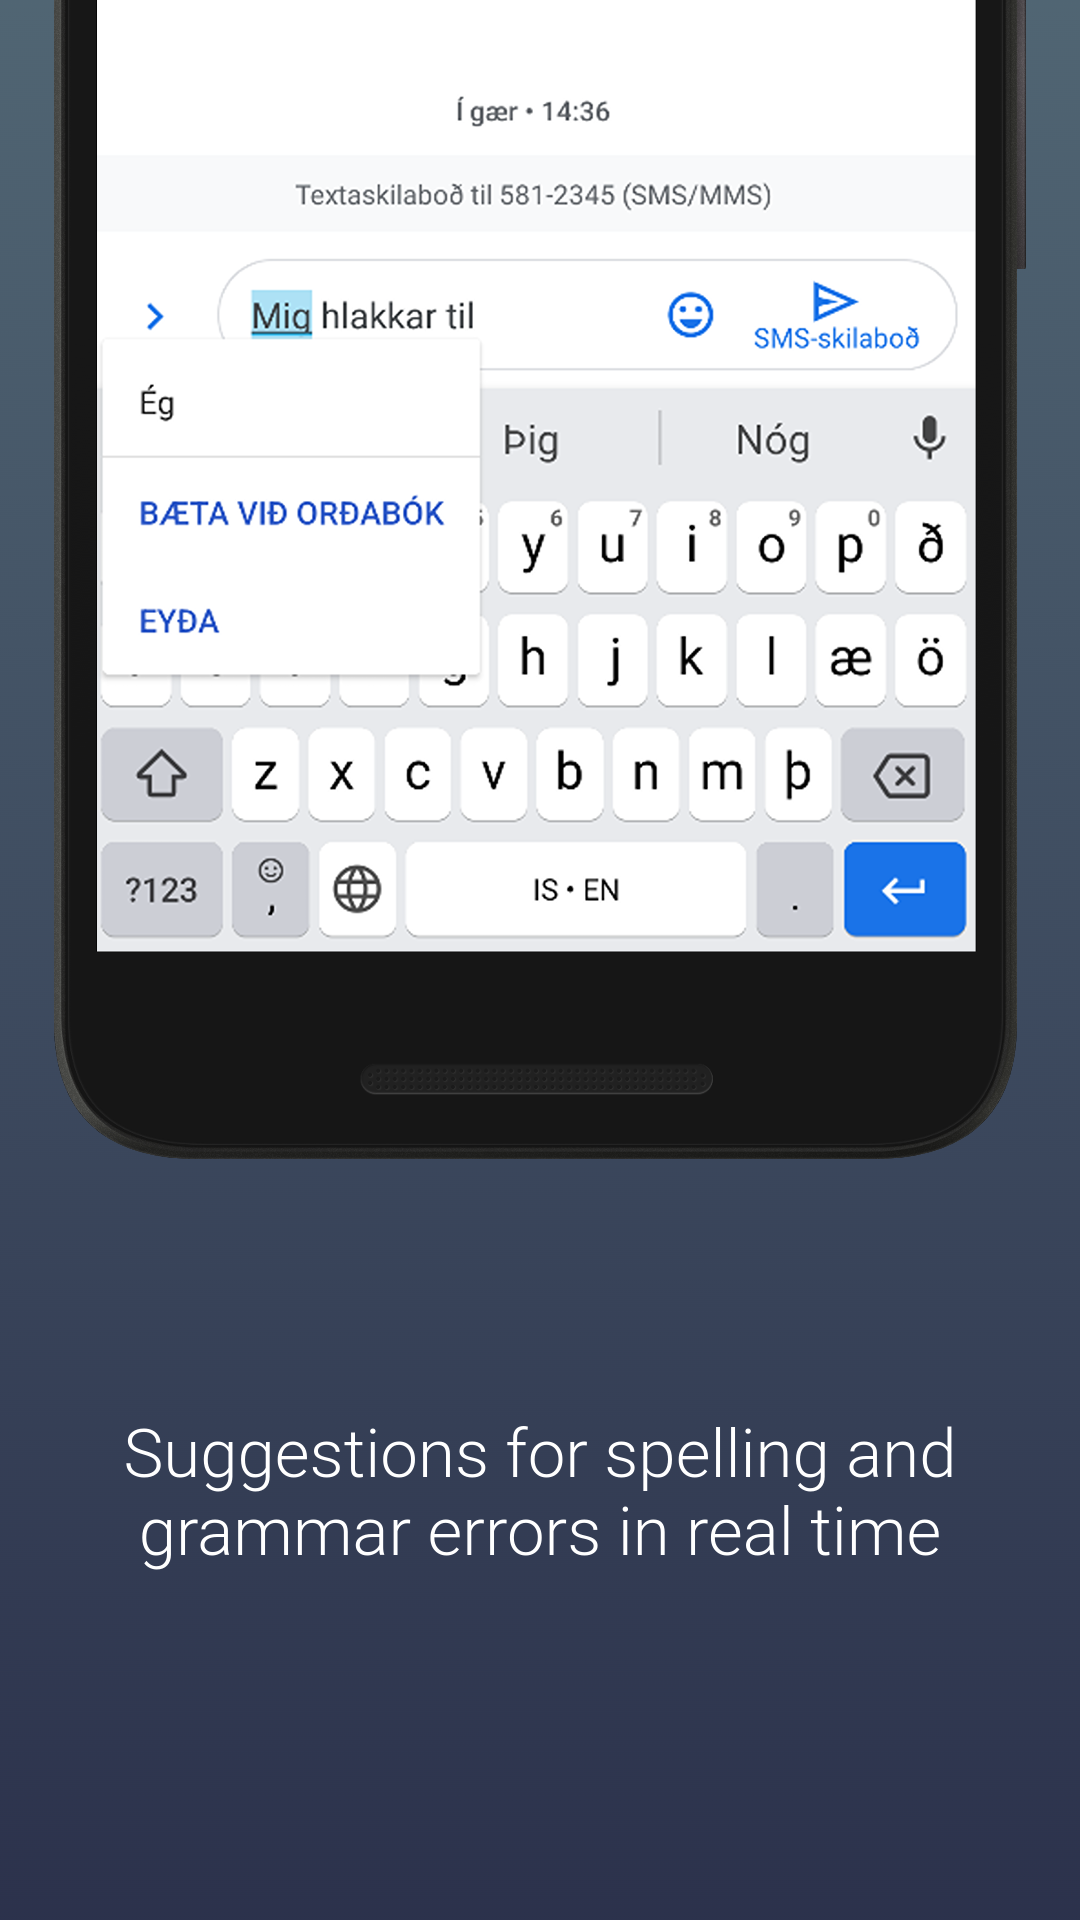 Í gær • 14:36
Textaskilaboð til 581-2345 (SMS/MMS)
Mig hlakkar til
SMS-skilaboð
Ég
BÆTA VIÐ ORÐABÓK
EYÐA
Þig
Nóg
6 7 8 9 0
y u i o p ð
g h j k l æ ö
z x c v b n m þ
?123 , IS • EN .
Suggestions for spelling and
grammar errors in real time